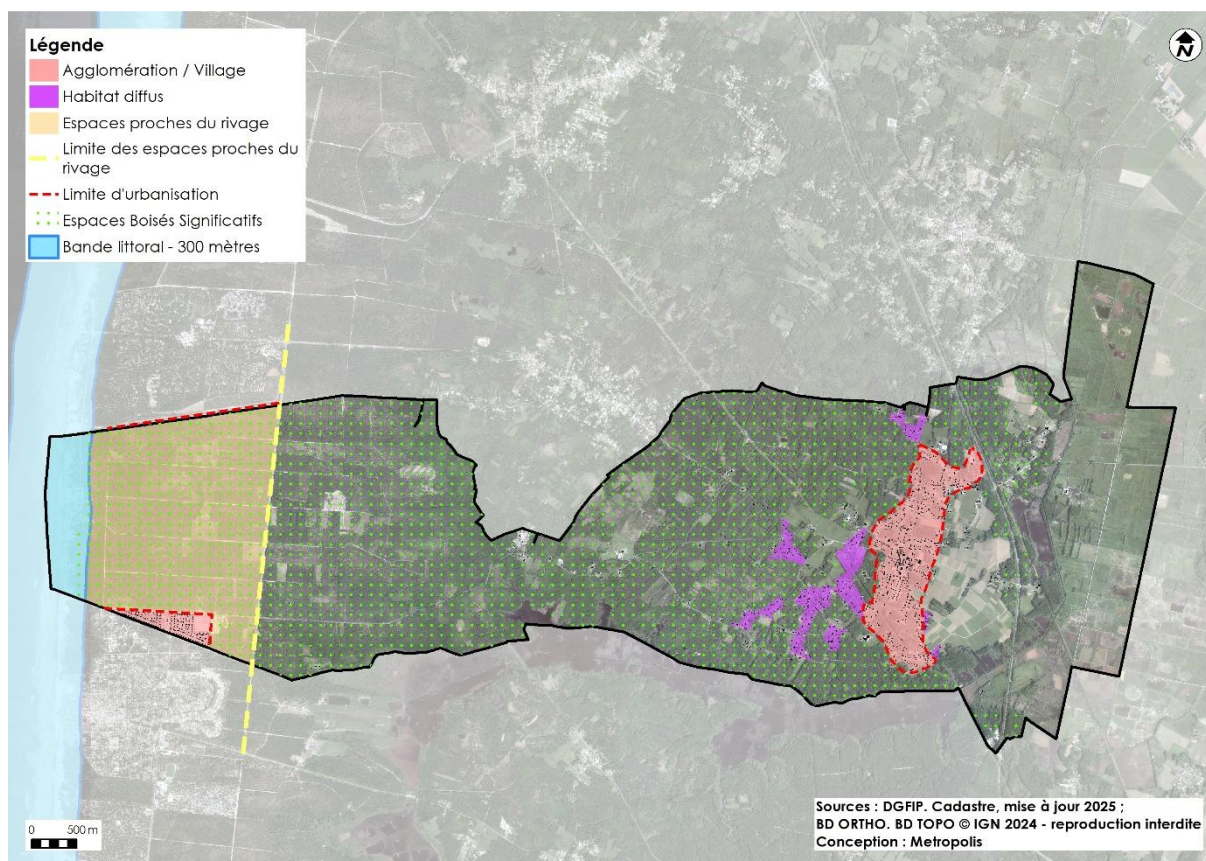 Légende
Agglomération / Village
Habitat diffus
Espaces proches du rivage
Limite des espaces proches du
rivage
Limite d'urbanisation
Espaces Boisés Significatifs
Bande littoral - 300 mètres
N
0 500 m
Sources : DGFIP. Cadastre, mise à jour 2025 ;
BD ORTHO. BD TOPO © IGN 2024 - reproduction interdite
Conception : Metropolis